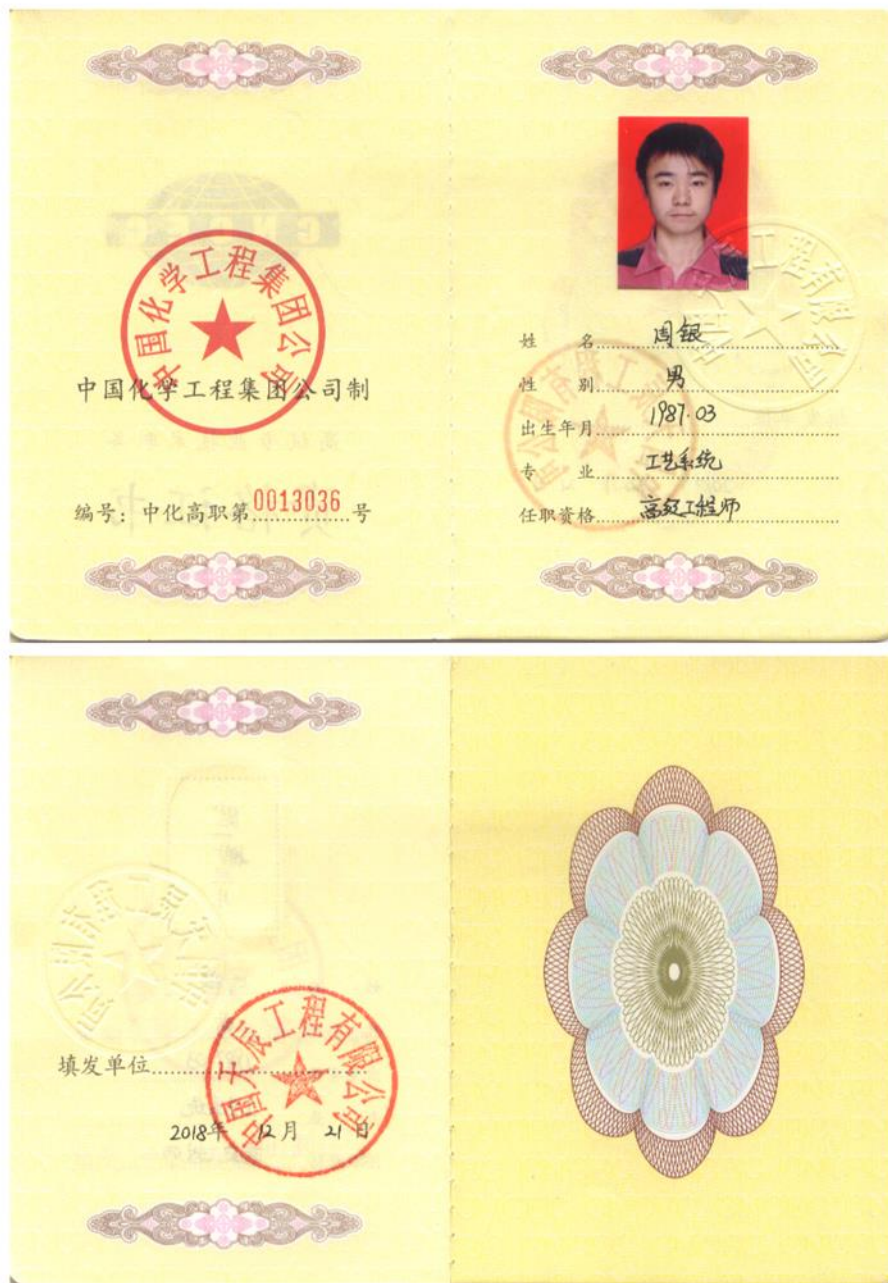 中国化学工程集团公司
中国化学工程集团公司制
编号：中化高职第0013036号
姓 名 周银
性 别 男
出生年月 1987.03
专 业 工艺系统
任职资格 高级工程师
中国天辰工程有限公司
填发单位
2018年 12月 21日